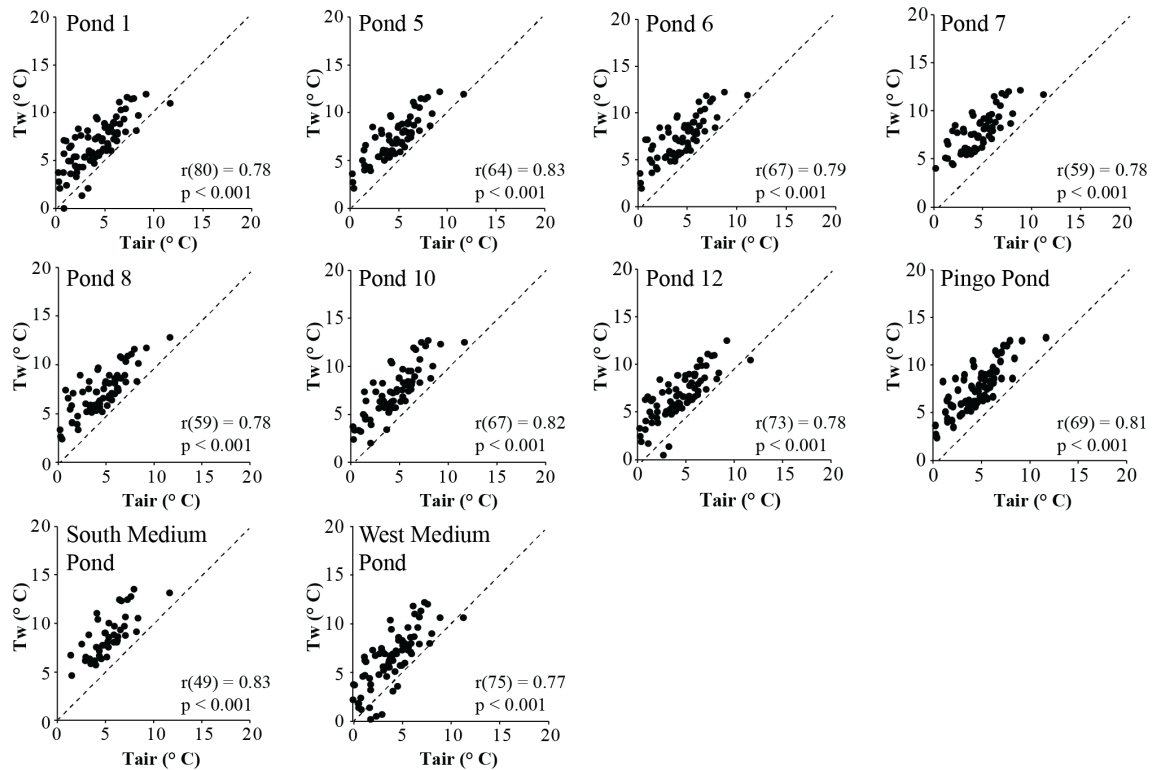 Pond 1
20
15
10
5
0
Tw (° C)
r(80) = 0.78
p < 0.001
0 5 10 15 20
Tair (° C)
Pond 5
20
15
10
5
0
Tw (° C)
r(64) = 0.83
p < 0.001
0 5 10 15 20
Tair (° C)
Pond 6
20
15
10
5
0
Tw (° C)
r(67) = 0.79
p < 0.001
0 5 10 15 20
Tair (° C)
Pond 7
20
15
10
5
0
Tw (° C)
r(59) = 0.78
p < 0.001
0 5 10 15 20
Tair (° C)
Pond 8
20
15
10
5
0
Tw (° C)
r(59) = 0.78
p < 0.001
0 5 10 15 20
Tair (° C)
Pond 10
20
15
10
5
0
Tw (° C)
r(67) = 0.82
p < 0.001
0 5 10 15 20
Tair (° C)
Pond 12
20
15
10
5
0
Tw (° C)
r(73) = 0.78
p < 0.001
0 5 10 15 20
Tair (° C)
Pingo Pond
20
15
10
5
0
Tw (° C)
r(69) = 0.81
p < 0.001
0 5 10 15 20
Tair (° C)
South Medium
Pond
20
15
10
5
0
Tw (° C)
r(49) = 0.83
p < 0.001
0 5 10 15 20
Tair (° C)
West Medium
Pond
20
15
10
5
0
Tw (° C)
r(75) = 0.77
p < 0.001
0 5 10 15 20
Tair (° C)